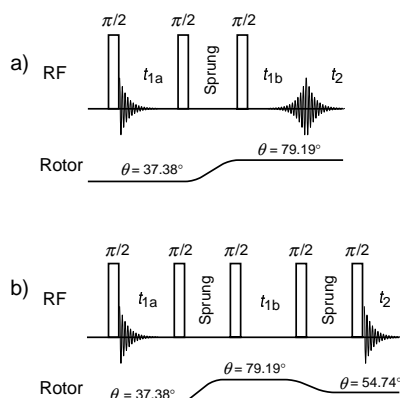 π/2 π/2 π/2
a) RF t1a Sprung t1b t2
Rotor θ = 37.38° θ = 79.19°
π/2 π/2 π/2 π/2 π/2
b) RF t1a Sprung t1b Sprung t2
Rotor θ = 37.38° θ = 79.19° θ = 54.74°